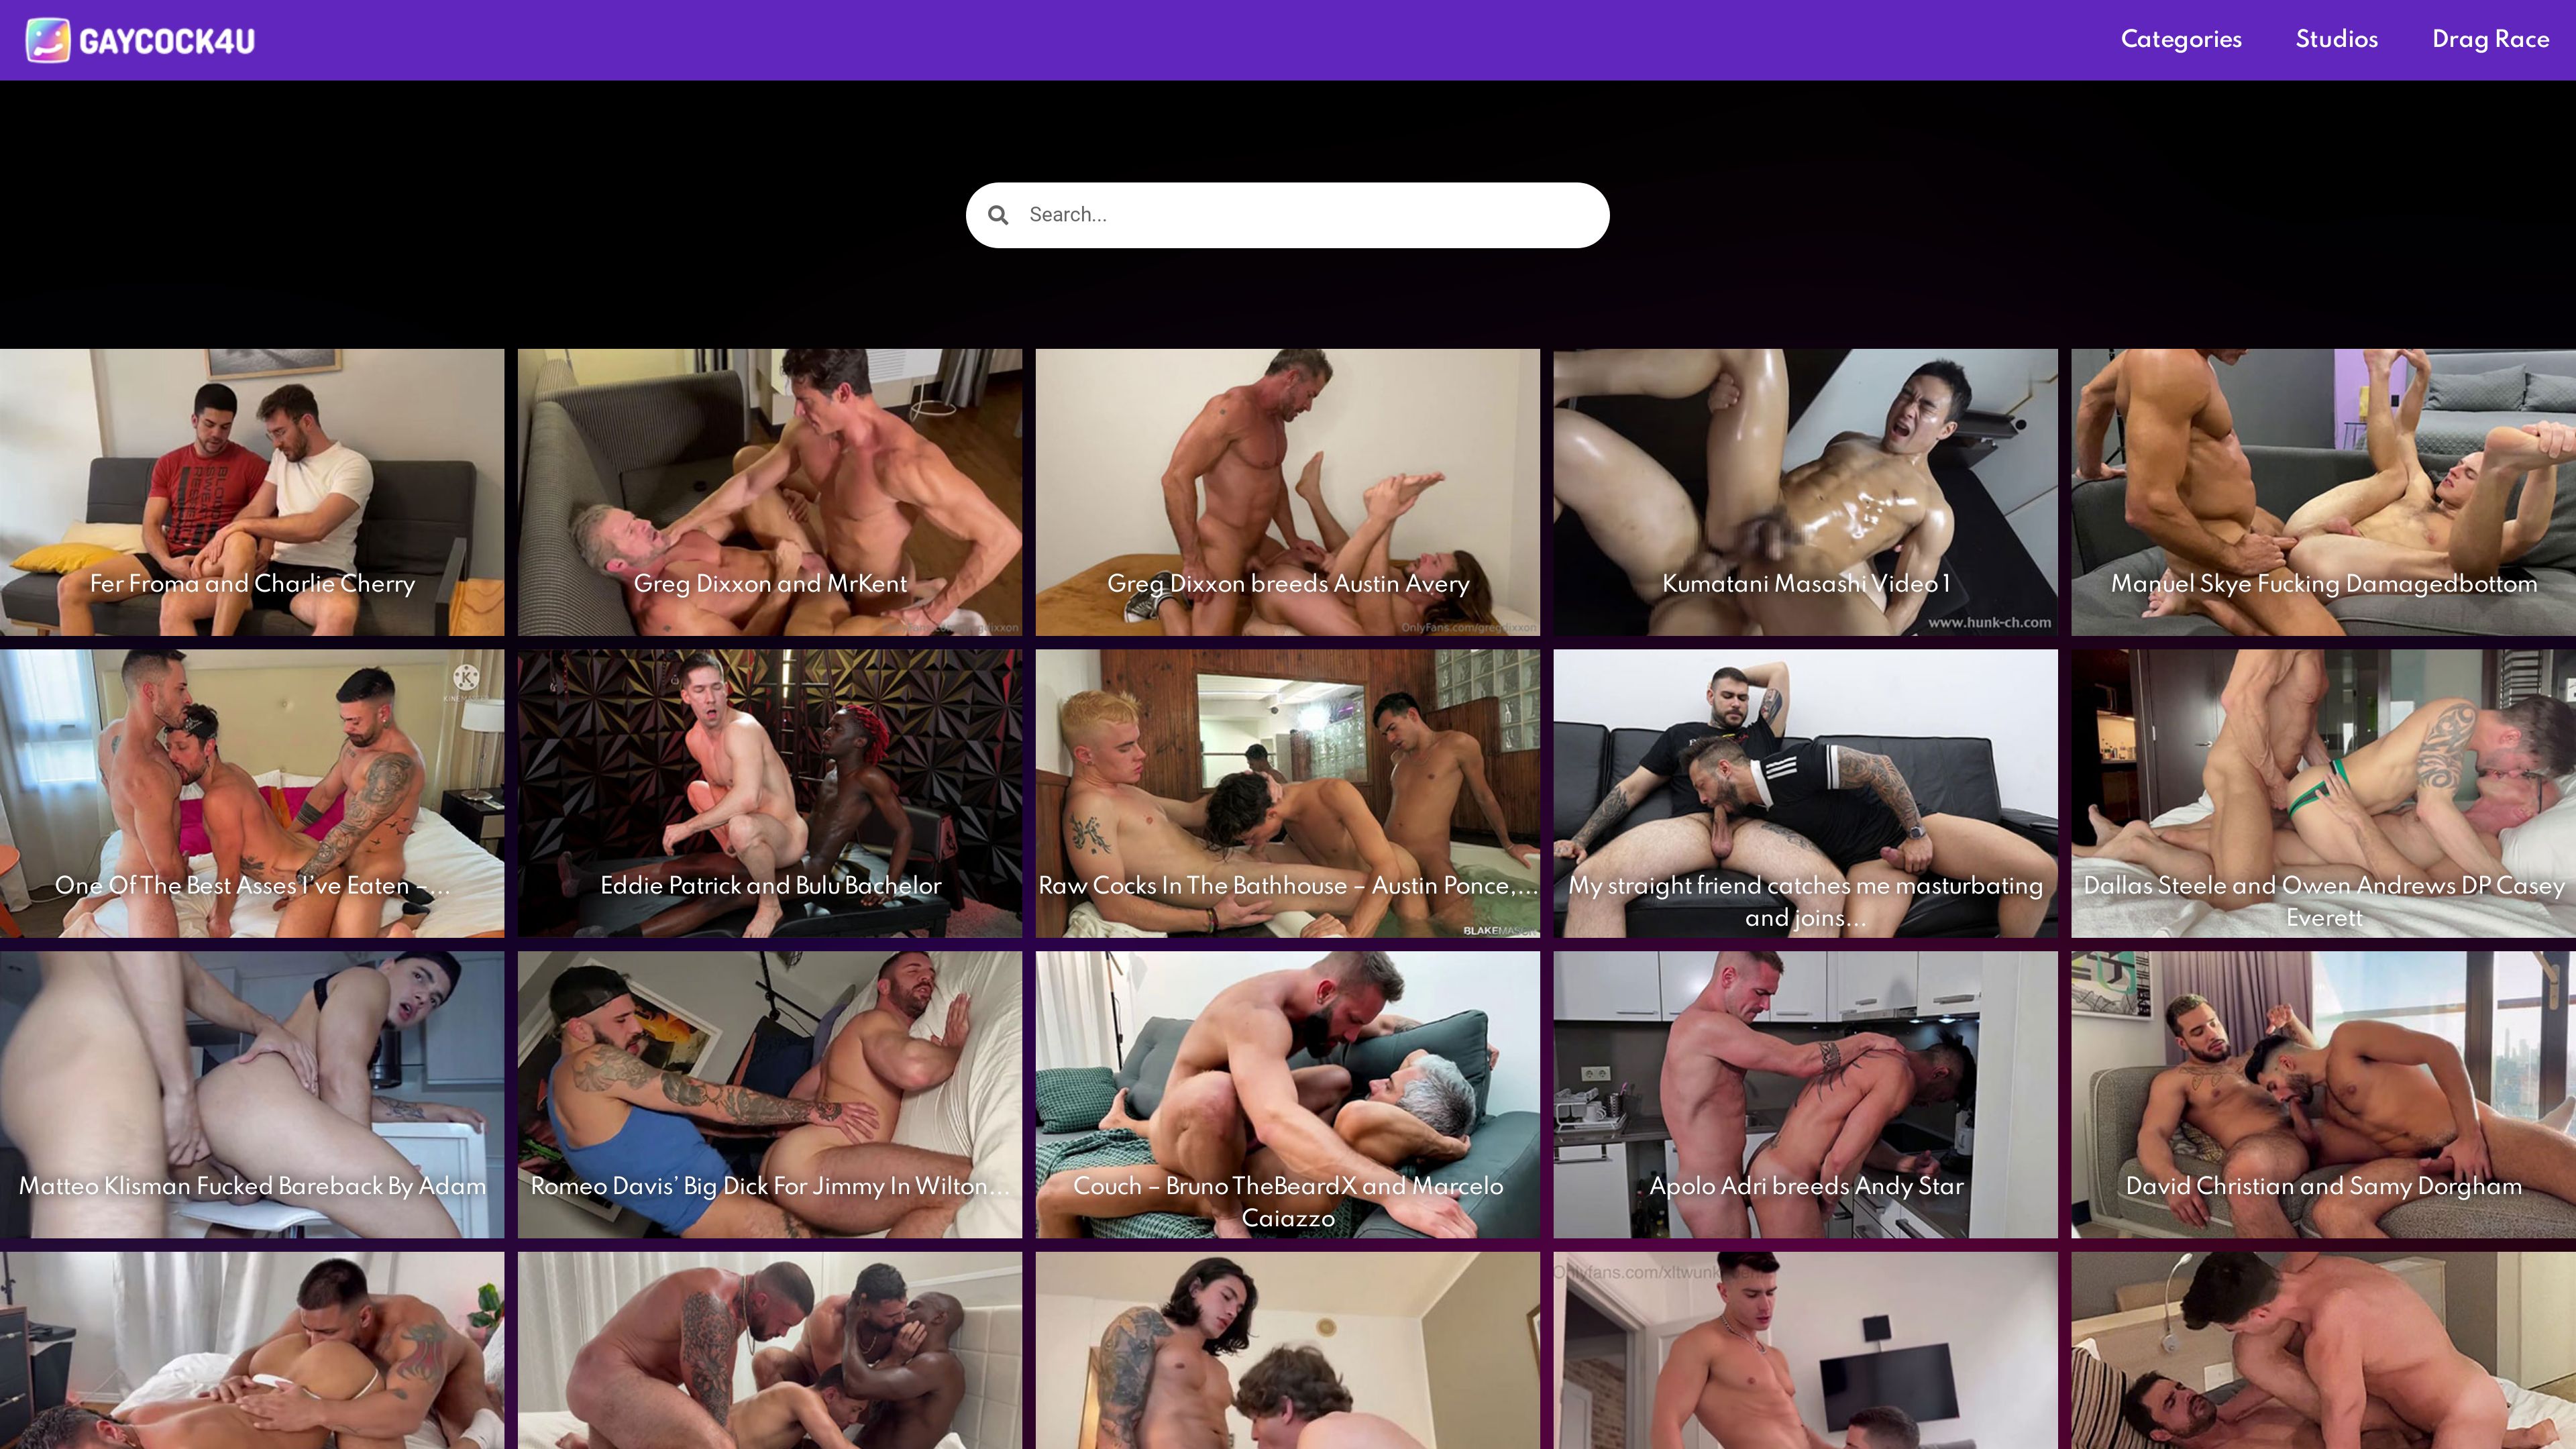 GAYCOCK4U
Categories
Studios
Drag Race
Search...
Fer Froma and Charlie Cherry
Greg Dixxon and MrKent
Greg Dixxon breeds Austin Avery
OnlyFans.com/gregdixxon
Kumatani Masashi Video 1
www.hunk-ch.com
Manuel Skye Fucking Damagedbottom
One Of The Best Asses I've Eaten –...
Eddie Patrick and Bulu Bachelor
Raw Cocks In The Bathhouse – Austin Ponce,...
BLAKEMASON
My straight friend catches me masturbating
and joins...
Dallas Steele and Owen Andrews DP Casey
Everett
Matteo Klisman Fucked Bareback By Adam
Romeo Davis' Big Dick For Jimmy In Wilton...
Couch – Bruno TheBeardX and Marcelo
Caiazzo
Apolo Adri breeds Andy Star
David Christian and Samy Dorgham